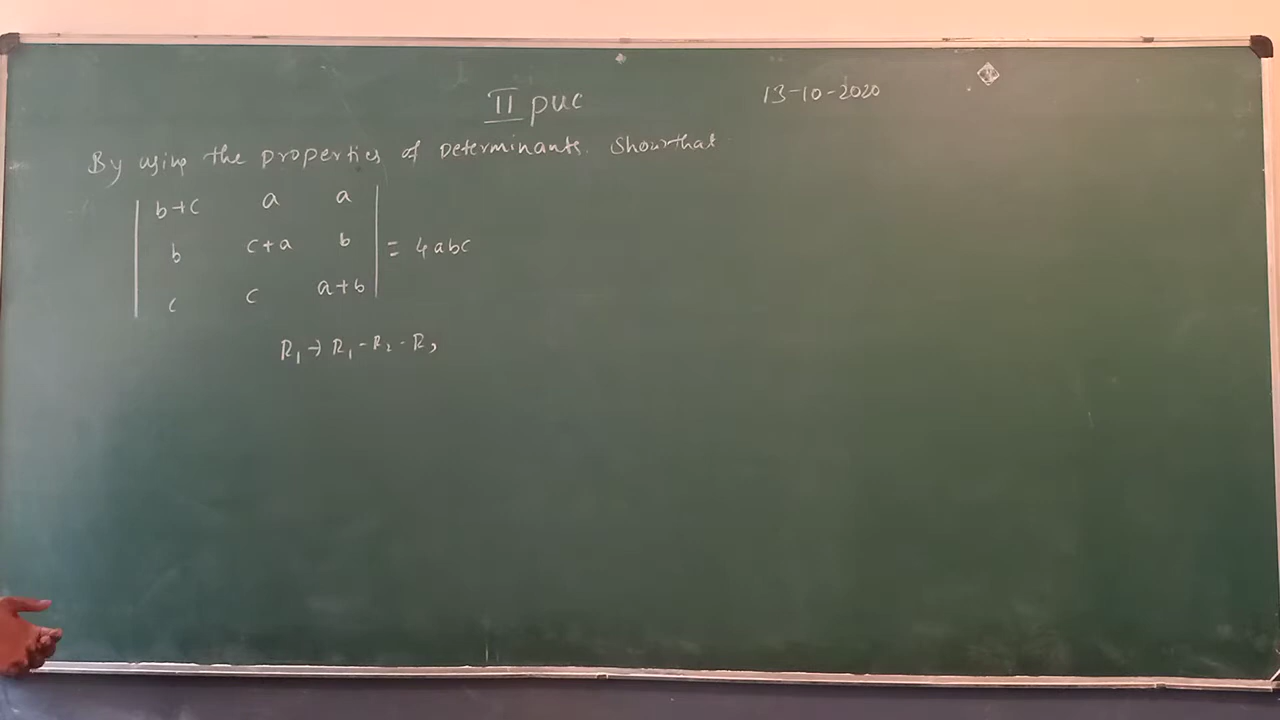 II puc 13-10-2020
By using the properties of Determinants. Show that
| b+c a a |
| b c+a b | = 4abc
| c c a+b |
R₁ → R₁ - R₂ - R₃